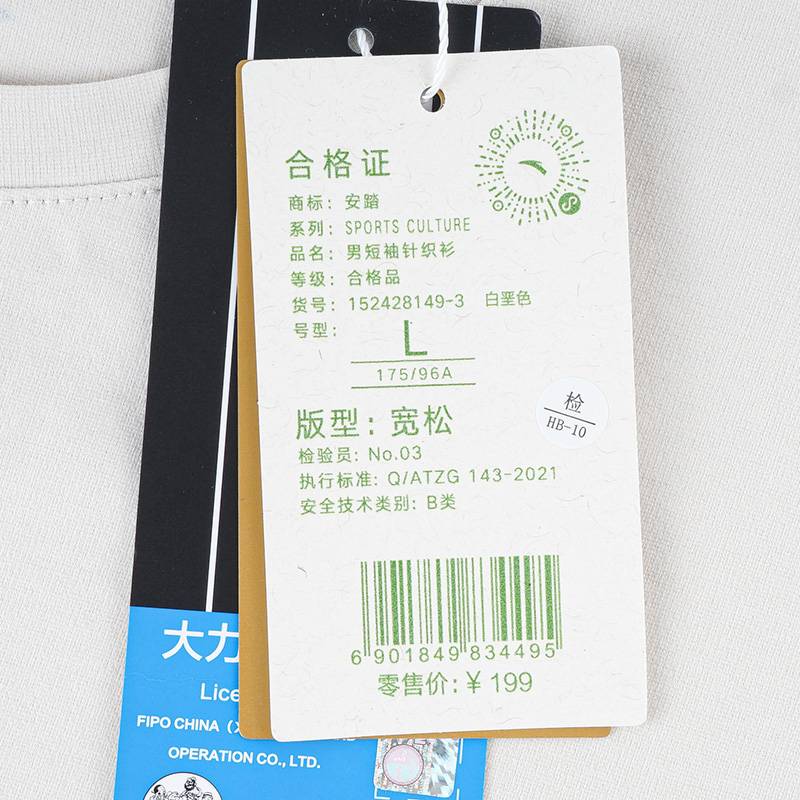 合格证
商标: 安踏
系列: SPORTS CULTURE
品名: 男短袖针织衫
等级: 合格品
货号: 152428149-3 白垩色
号型: L
175/96A
版型: 宽松
检验员: No.03
执行标准: Q/ATZG 143-2021
安全技术类别: B类
检
HB-10
6 901849 834495
零售价: ¥ 199
大力
Lice
FIPO CHINA (X
OPERATION CO., LTD.